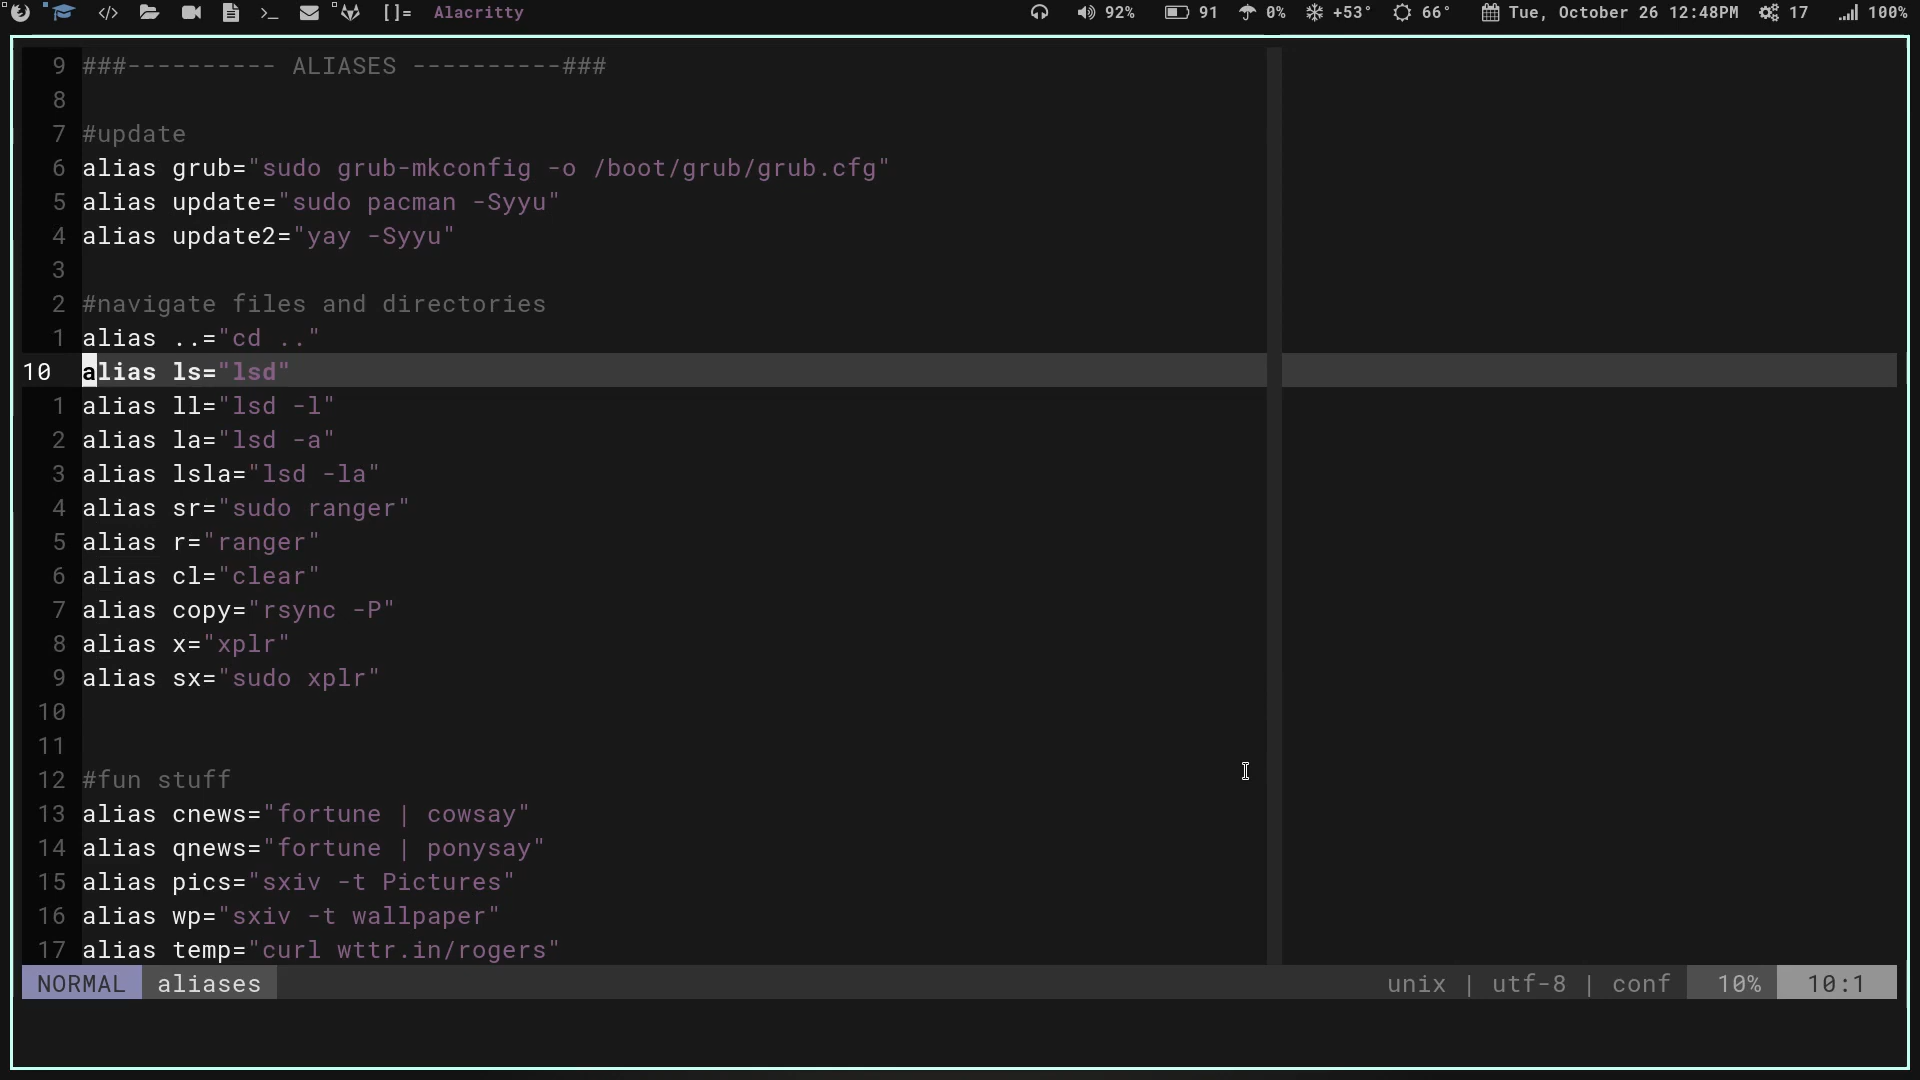 []= Alacritty 92% 91 0% +53° 66° Tue, October 26 12:48PM 17 100%
9 ###---------- ALIASES ----------###
8
7 #update
6 alias grub="sudo grub-mkconfig -o /boot/grub/grub.cfg"
5 alias update="sudo pacman -Syyu"
4 alias update2="yay -Syyu"
3
2 #navigate files and directories
1 alias ..="cd .."
10 alias ls="lsd"
1 alias ll="lsd -l"
2 alias la="lsd -a"
3 alias lsla="lsd -la"
4 alias sr="sudo ranger"
5 alias r="ranger"
6 alias cl="clear"
7 alias copy="rsync -P"
8 alias x="xplr"
9 alias sx="sudo xplr"
10
11
12 #fun stuff
13 alias cnews="fortune | cowsay"
14 alias qnews="fortune | ponysay"
15 alias pics="sxiv -t Pictures"
16 alias wp="sxiv -t wallpaper"
17 alias temp="curl wttr.in/rogers"
NORMAL aliases unix | utf-8 | conf 10% 10:1